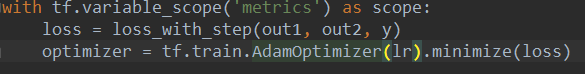 with tf.variable_scope('metrics') as scope:
    loss = loss_with_step(out1, out2, y)
    optimizer = tf.train.AdamOptimizer(lr).minimize(loss)